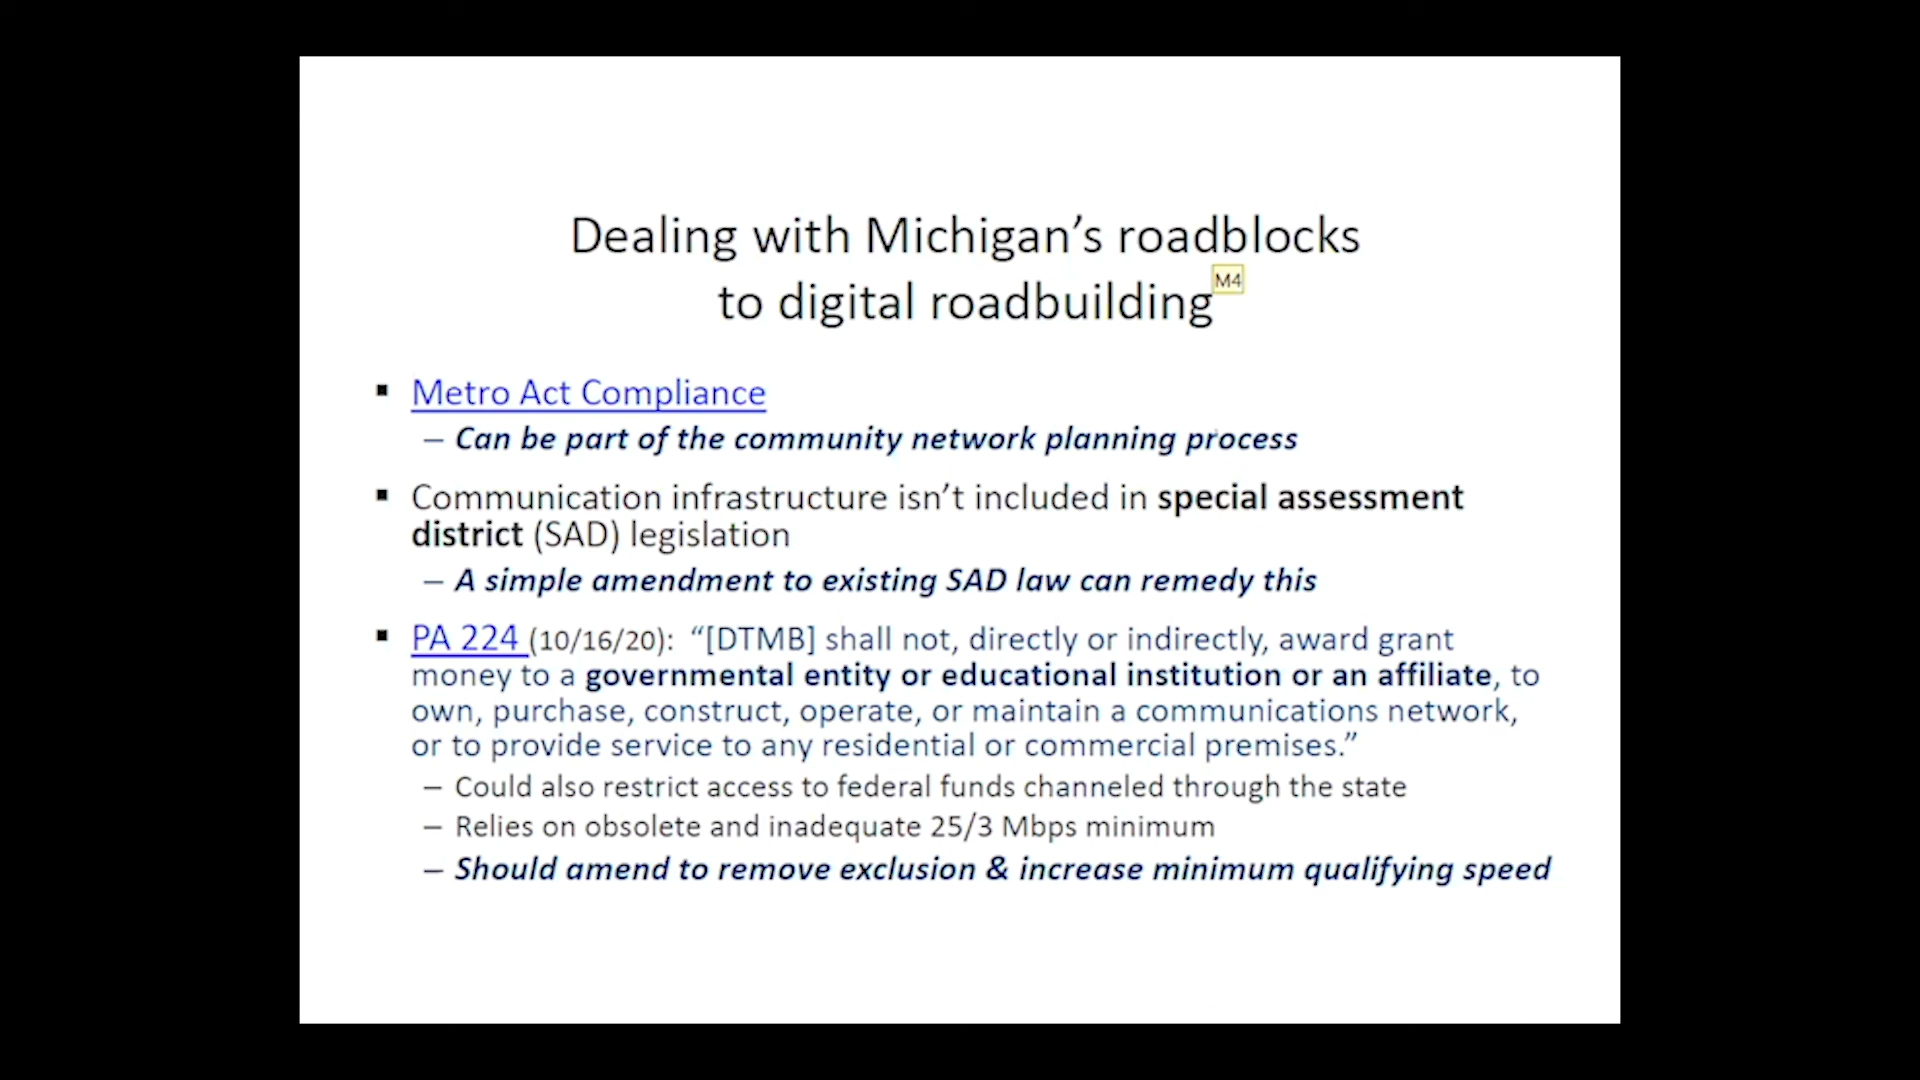 Dealing with Michigan’s roadblocks
to digital roadbuilding
M4
▪ Metro Act Compliance
– Can be part of the community network planning process
▪ Communication infrastructure isn’t included in special assessment
district (SAD) legislation
– A simple amendment to existing SAD law can remedy this
▪ PA 224 (10/16/20): “[DTMB] shall not, directly or indirectly, award grant
money to a governmental entity or educational institution or an affiliate, to
own, purchase, construct, operate, or maintain a communications network,
or to provide service to any residential or commercial premises.”
– Could also restrict access to federal funds channeled through the state
– Relies on obsolete and inadequate 25/3 Mbps minimum
– Should amend to remove exclusion & increase minimum qualifying speed